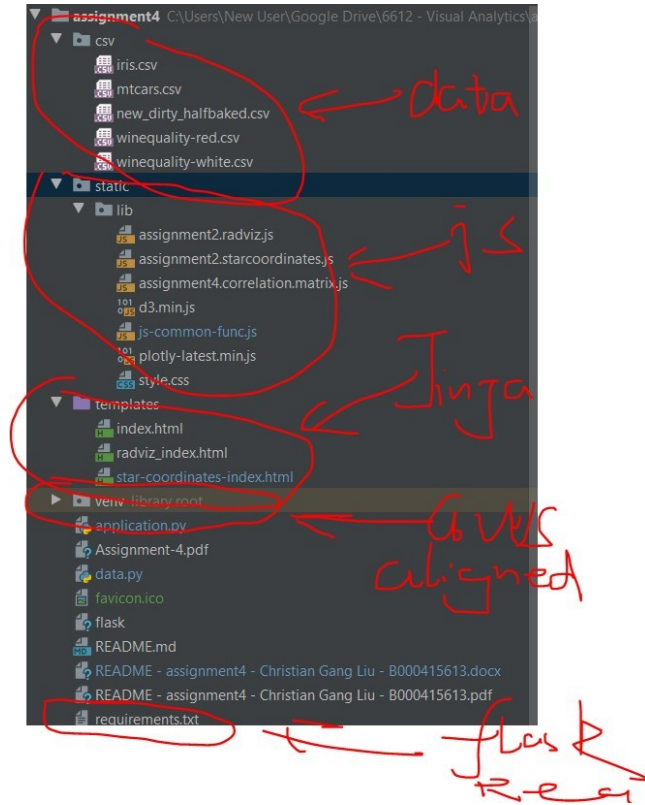 assignment4 C:\Users\New User\Google Drive\6612 - Visual Analytics\a
csv
iris.csv
mtcars.csv
new_dirty_halfbaked.csv
winequality-red.csv
winequality-white.csv
data
static
lib
assignment2.radviz.js
assignment2.starcoordinates.js
js
assignment4.correlation.matrix.js
d3.min.js
js-common-func.js
plotly-latest.min.js
style.css
templates
Jinja
index.html
radviz_index.html
star-coordinates-index.html
venv library root
application.py
Assignment-4.pdf
aligned
data.py
favicon.ico
flask
README.md
README - assignment4 - Christian Gang Liu - B000415613.docx
README - assignment4 - Christian Gang Liu - B000415613.pdf
requirements.txt
flask